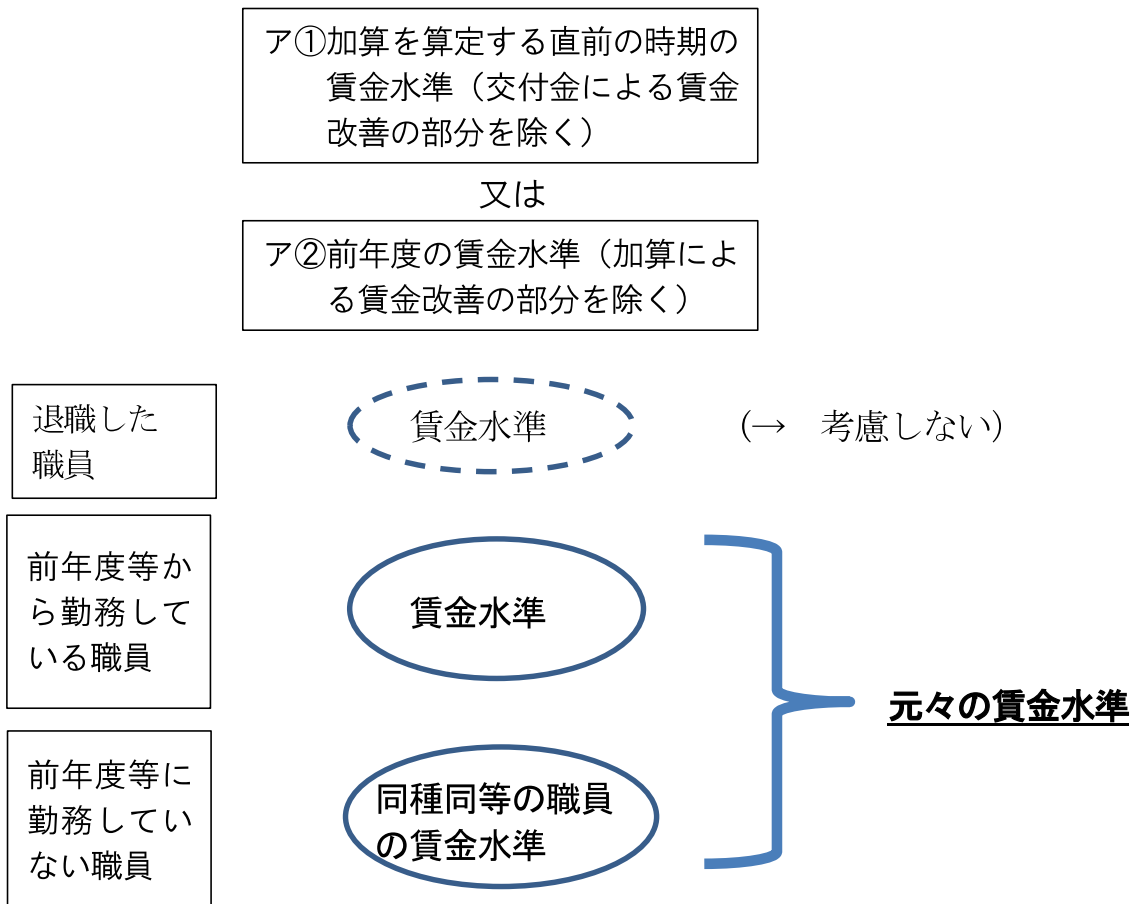 ア①加算を算定する直前の時期の
賃金水準（交付金による賃金
改善の部分を除く）
又は
ア②前年度の賃金水準（加算によ
る賃金改善の部分を除く）
退職した
職員
賃金水準
(→　考慮しない）
前年度等か
ら勤務して
いる職員
賃金水準
元々の賃金水準
前年度等に
勤務してい
ない職員
同種同等の職員
の賃金水準